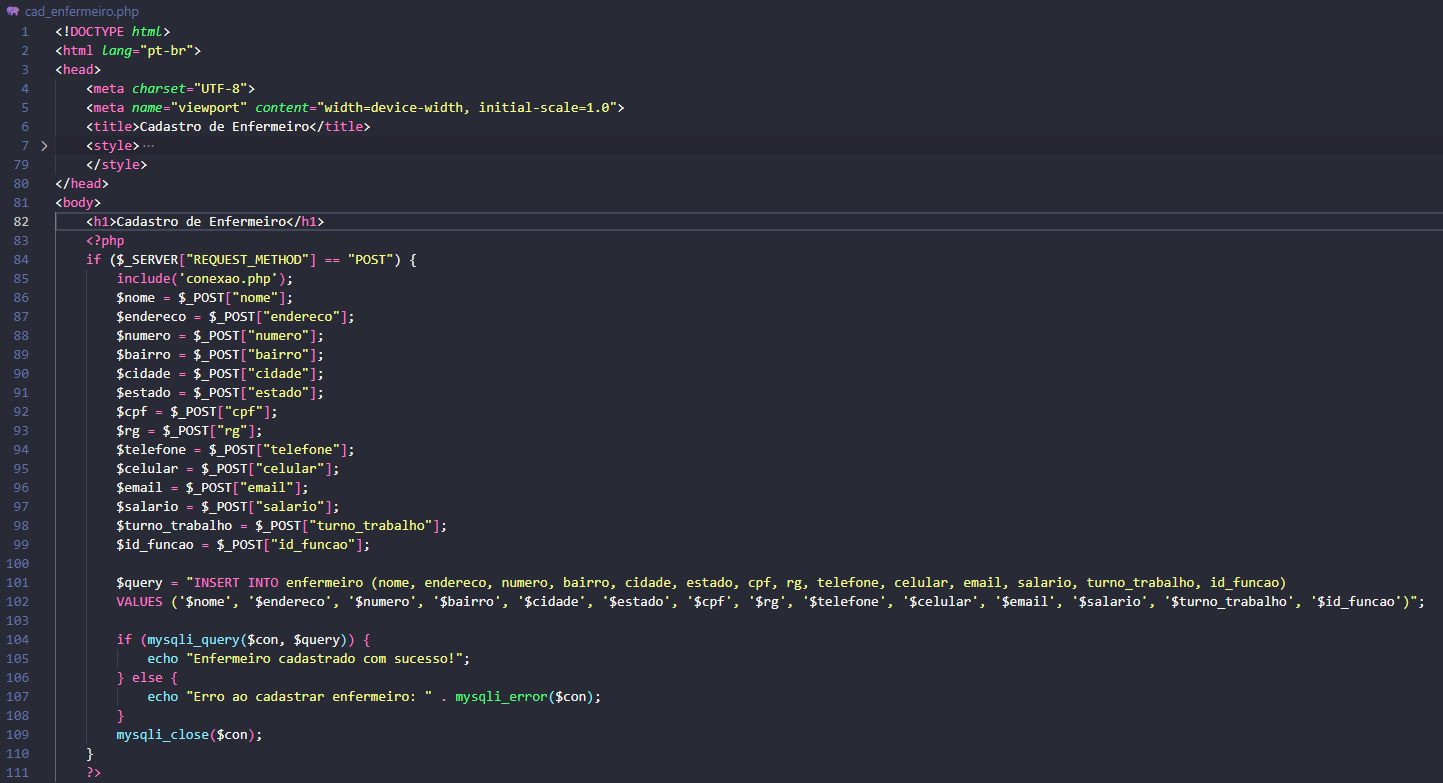 cad_enfermeiro.php
1 <!DOCTYPE html>
2 <html lang="pt-br">
3 <head>
4 <meta charset="UTF-8">
5 <meta name="viewport" content="width=device-width, initial-scale=1.0">
6 <title>Cadastro de Enfermeiro</title>
7 <style> ···
79 </style>
80 </head>
81 <body>
82 <h1>Cadastro de Enfermeiro</h1>
83 <?php
84 if ($_SERVER["REQUEST_METHOD"] == "POST") {
85 include('conexao.php');
86 $nome = $_POST["nome"];
87 $endereco = $_POST["endereco"];
88 $numero = $_POST["numero"];
89 $bairro = $_POST["bairro"];
90 $cidade = $_POST["cidade"];
91 $estado = $_POST["estado"];
92 $cpf = $_POST["cpf"];
93 $rg = $_POST["rg"];
94 $telefone = $_POST["telefone"];
95 $celular = $_POST["celular"];
96 $email = $_POST["email"];
97 $salario = $_POST["salario"];
98 $turno_trabalho = $_POST["turno_trabalho"];
99 $id_funcao = $_POST["id_funcao"];
100
101 $query = "INSERT INTO enfermeiro (nome, endereco, numero, bairro, cidade, estado, cpf, rg, telefone, celular, email, salario, turno_trabalho, id_funcao)
102 VALUES ('$nome', '$endereco', '$numero', '$bairro', '$cidade', '$estado', '$cpf', '$rg', '$telefone', '$celular', '$email', '$salario', '$turno_trabalho', '$id_funcao')";
103
104 if (mysqli_query($con, $query)) {
105 echo "Enfermeiro cadastrado com sucesso!";
106 } else {
107 echo "Erro ao cadastrar enfermeiro: " . mysqli_error($con);
108 }
109 mysqli_close($con);
110 }
111 ?>